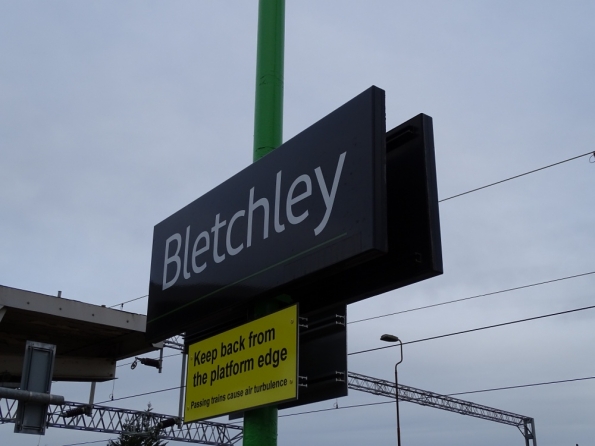 Bletchley
Keep back from
the platform edge
Passing trains cause air turbulence